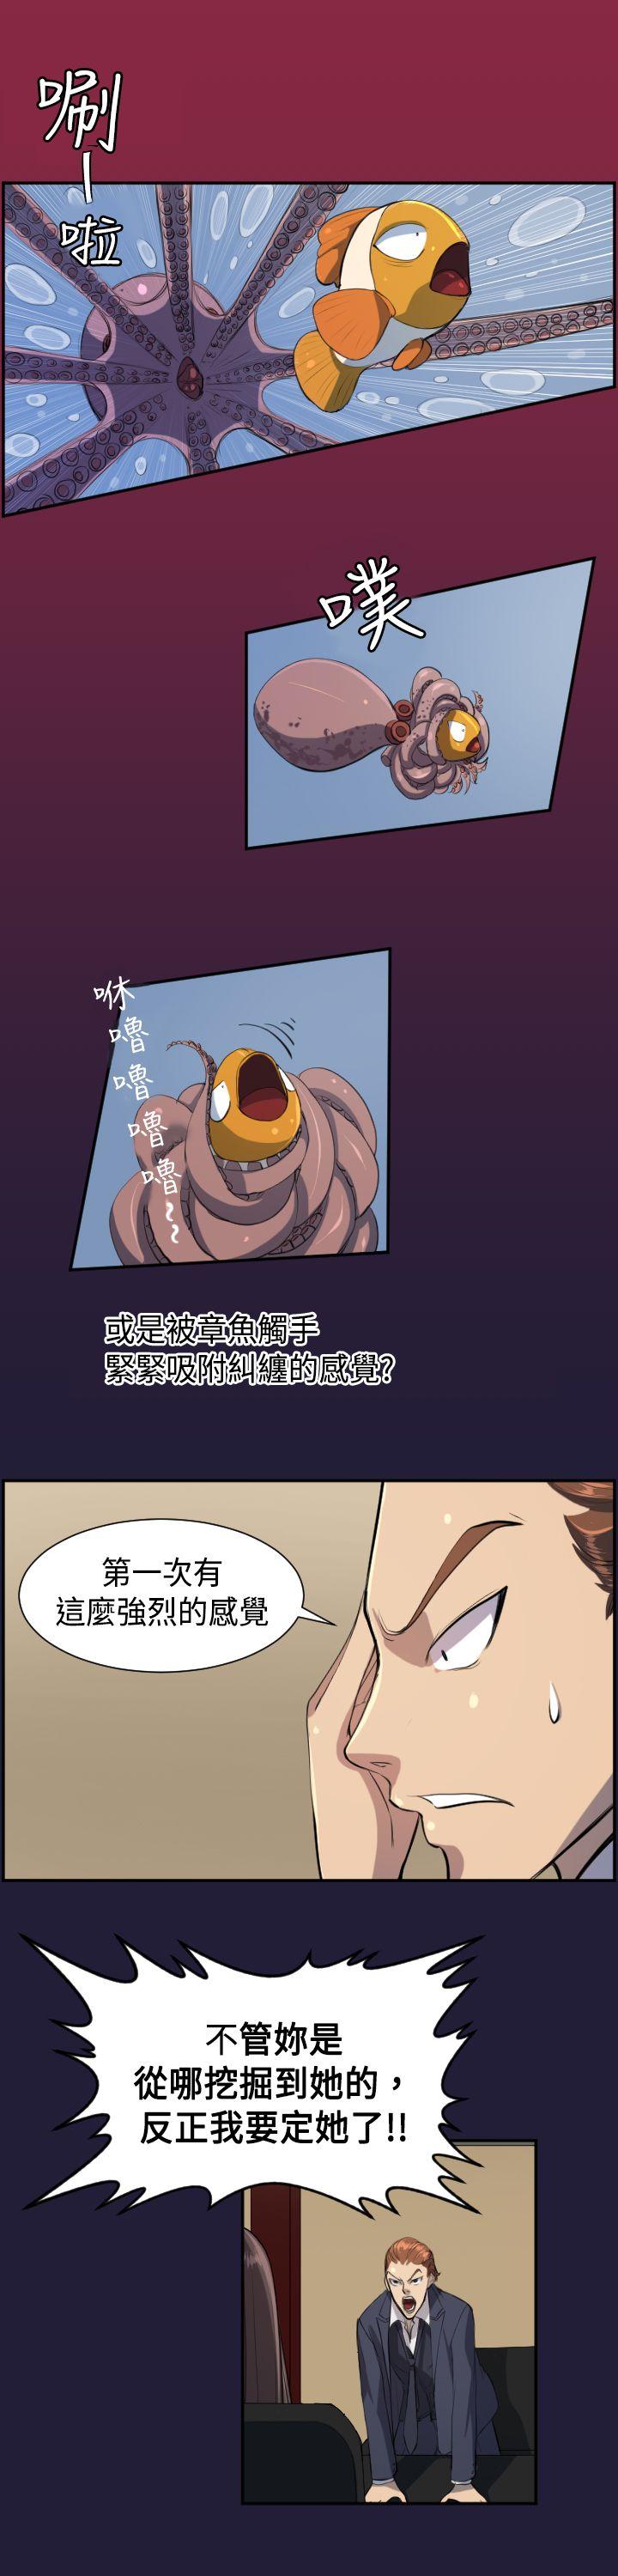 唰
啦
噗
咻
嚕
嚕
嚕
嚕
~
~
或是被章魚觸手
緊緊吸附糾纏的感覺?
第一次有
這麼強烈的感覺
不管妳是
從哪挖掘到她的，
反正我要定她了!!